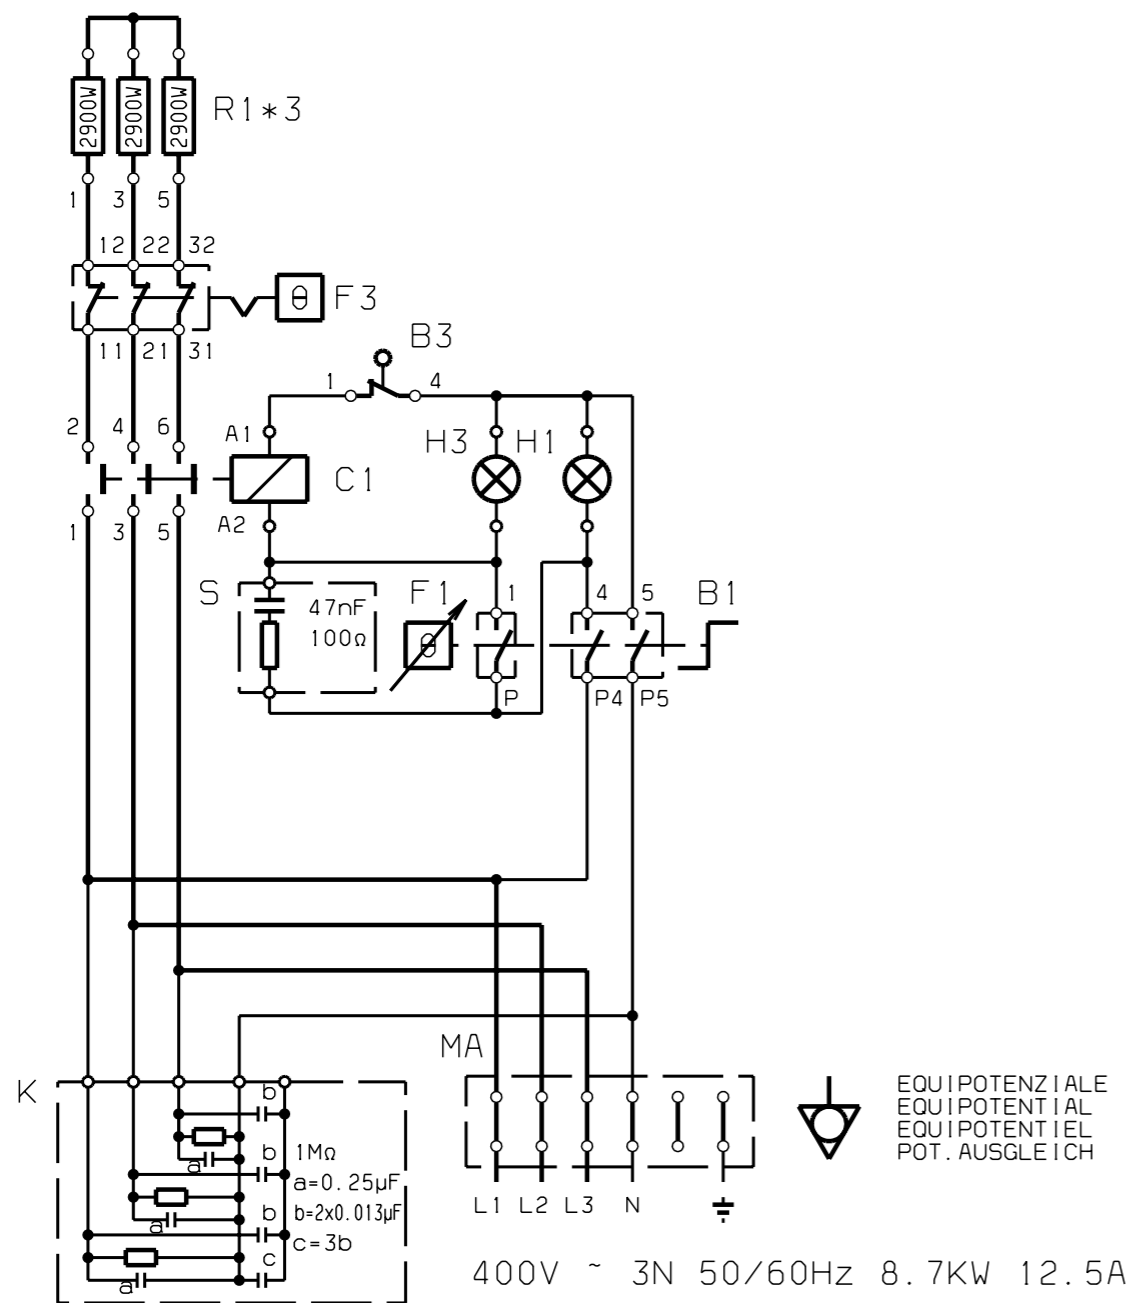 2900W 2900W 2900W
R1*3
1 3 5
12 22 32
θ F3
11 21 31
B3
1 4
2 4 6
A1 H3 H1
C1
A2
1 3 5
S F1 1 4 5 B1
47nF
100Ω
θ
P P4 P5
MA
K
EQUIPOTENZIALE
EQUIPOTENTIAL
EQUIPOTENTIEL
POT.AUSGLEICH
b
1MΩ
a b
a=0.25µF
b b=2x0.013µF
a
c=3b
c
a
L1 L2 L3 N
400V ~ 3N 50/60Hz 8.7KW 12.5A